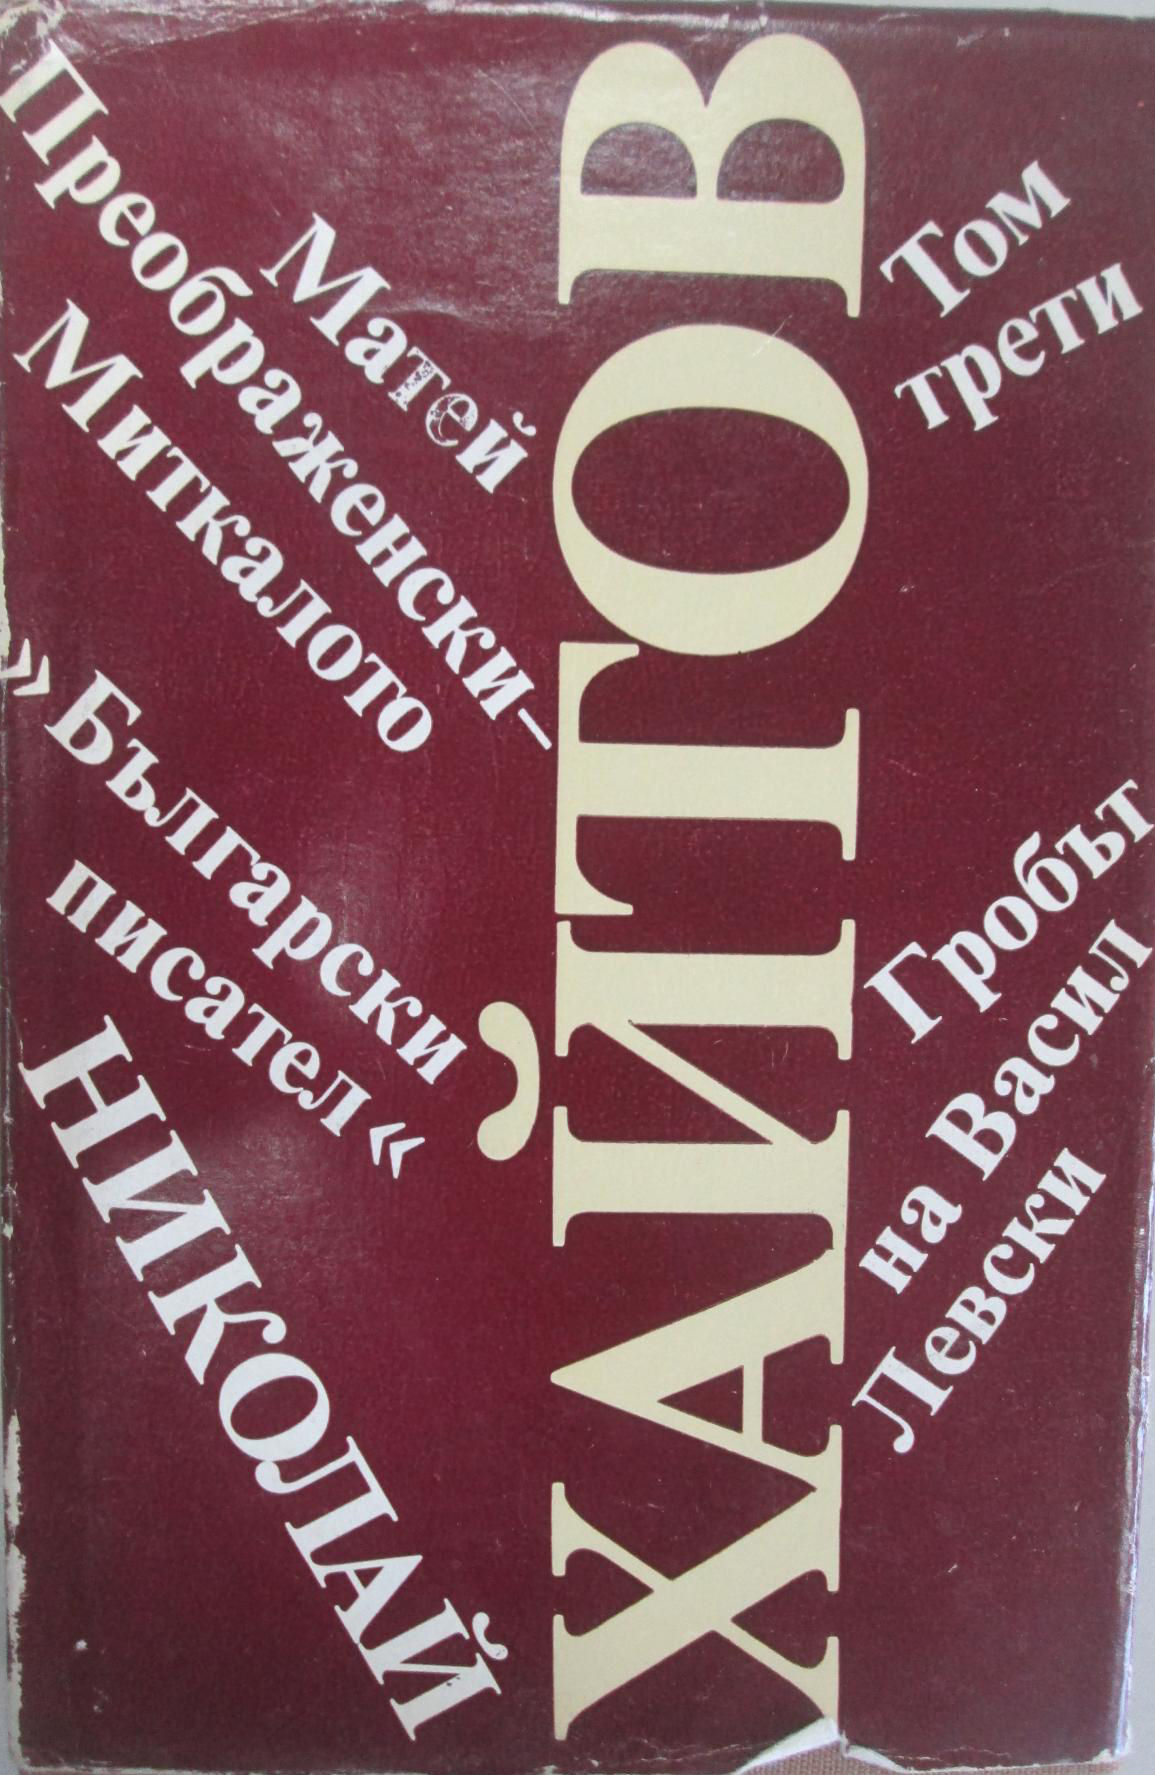 НИКОЛАЙ
ХАЙТОВ
Том
трети
Матей
Преображенски–
Миткалото
Гробът
на Васил
Левски
»Български
писател«